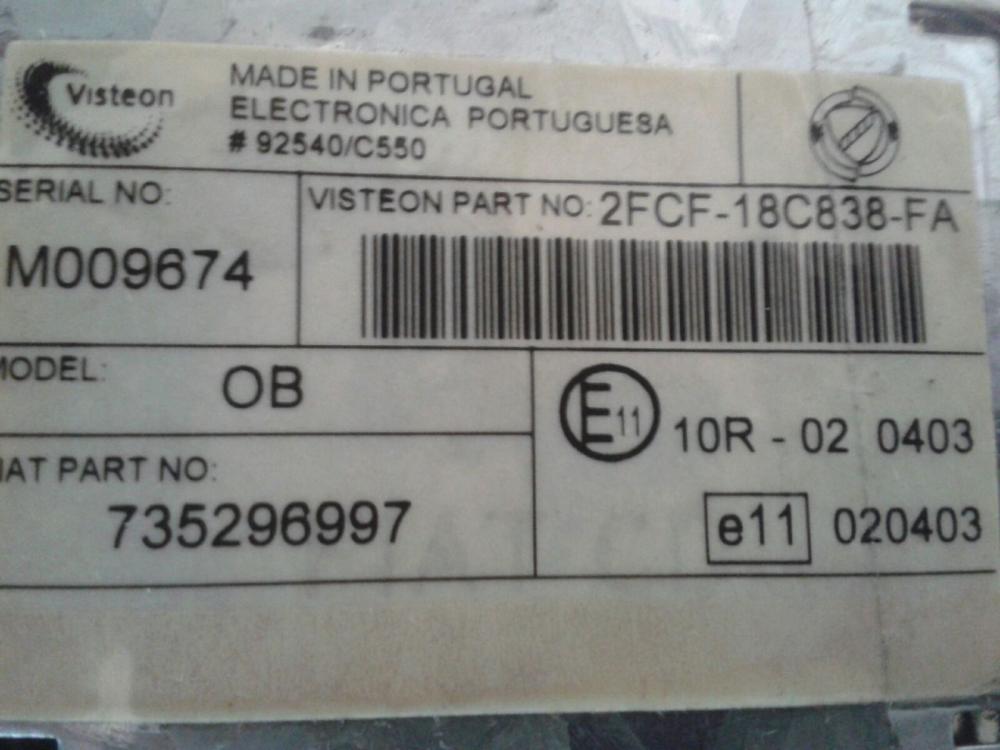 Visteon
MADE IN PORTUGAL
ELECTRONICA PORTUGUESA
# 92540/C550
SERIAL NO:
M009674
VISTEON PART NO: 2FCF-18C838-FA
MODEL:
OB
IAT PART NO:
735296997
E11 10R - 02 0403
e11 020403